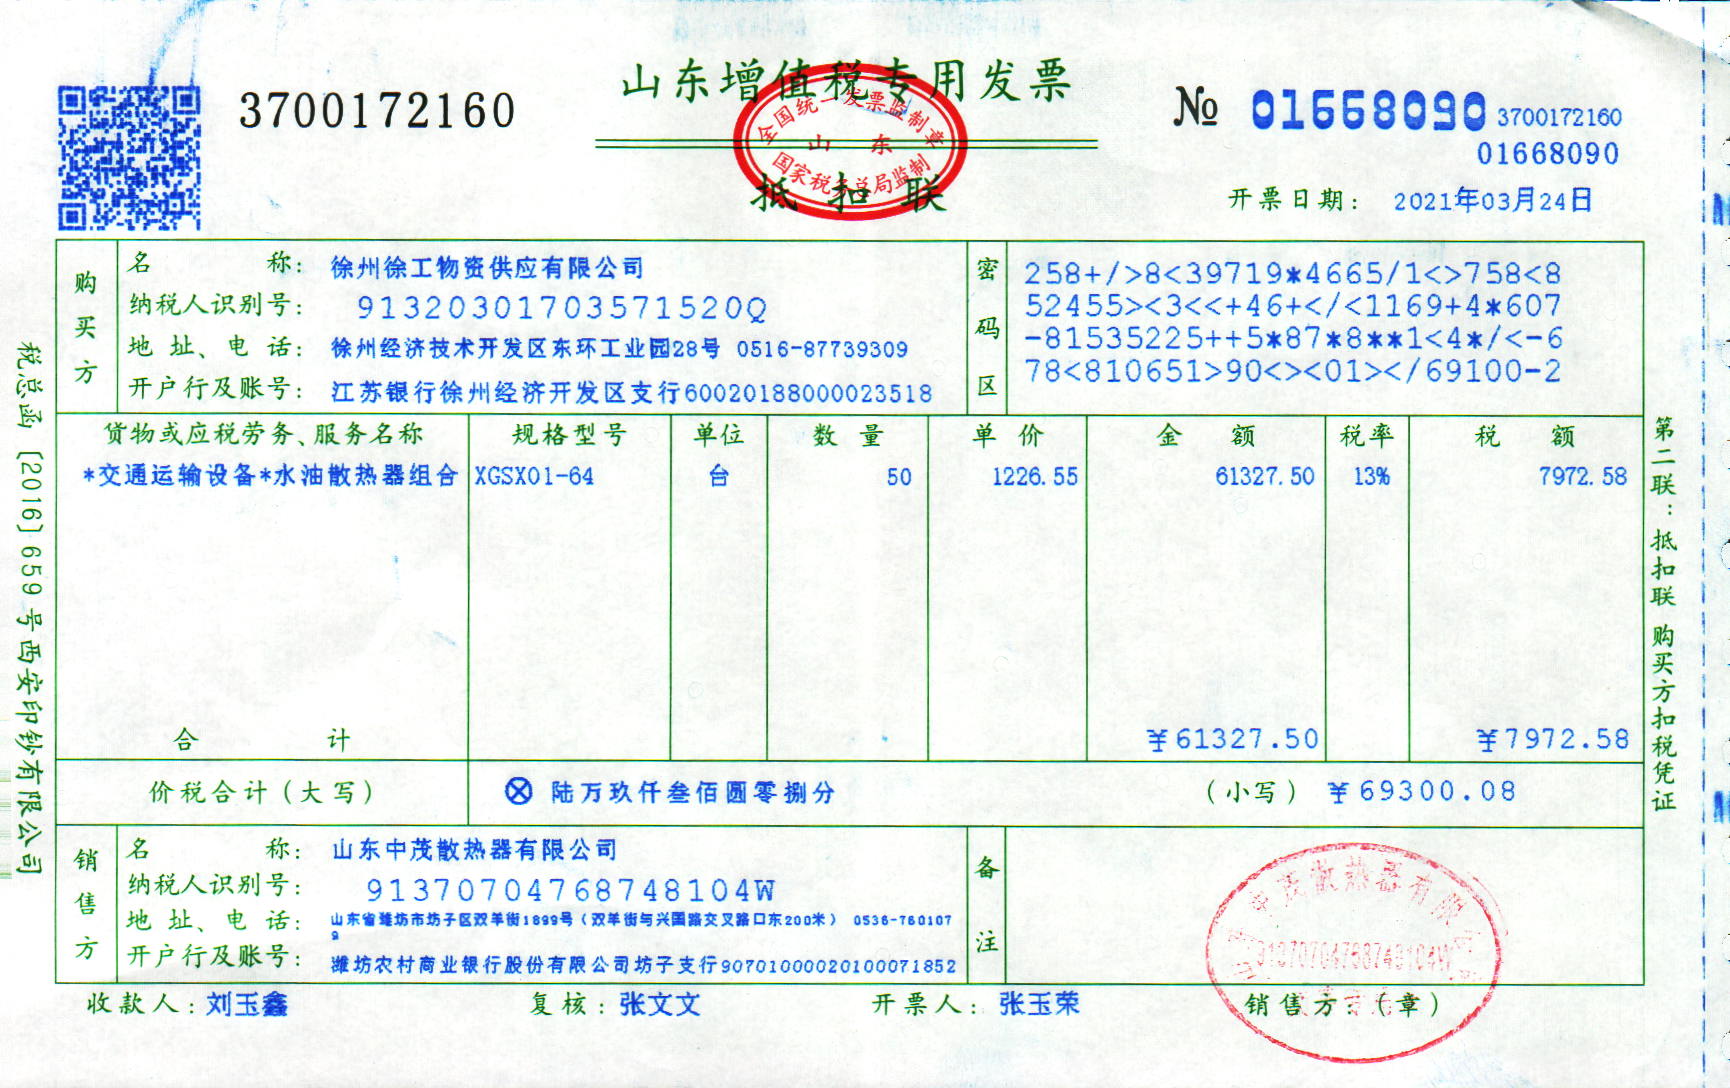 山东增值税专用发票
3700172160
№ 01668090 3700172160
01668090
全国统一发票监制章
山东
国家税务总局监制
抵扣联
开票日期: 2021年03月24日
购买方
名称: 徐州徐工物资供应有限公司
纳税人识别号: 91320301703571520Q
地址、电话: 徐州经济技术开发区东环工业园28号 0516-87739309
开户行及账号: 江苏银行徐州经济开发区支行60020188000023518
密码区
258+/>8<39719*4665/1<>758<8
52455><3<<+46+</<1169+4*607
-81535225++5*87*8**1<4*/<-6
78<810651>90<><01></69100-2
货物或应税劳务、服务名称 规格型号 单位 数量 单价 金额 税率 税额
*交通运输设备*水油散热器组合 XGSX01-64 台 50 1226.55 61327.50 13% 7972.58
合计 ¥61327.50 ¥7972.58
价税合计(大写) ⊗ 陆万玖仟叁佰圆零捌分 (小写) ¥69300.08
销售方
名称: 山东中茂散热器有限公司
纳税人识别号: 91370704768748104W
地址、电话: 山东省潍坊市坊子区双羊街1899号(双羊街与兴国路交叉路口东200米) 0536-760107
9
开户行及账号: 潍坊农村商业银行股份有限公司坊子支行90701000020100071852
备注
收款人: 刘玉鑫 复核: 张文文 开票人: 张玉荣 销售方:(章)
税总函[2016]659号西安印钞有限公司
第二联:抵扣联 购买方扣税凭证
茂散热器有限